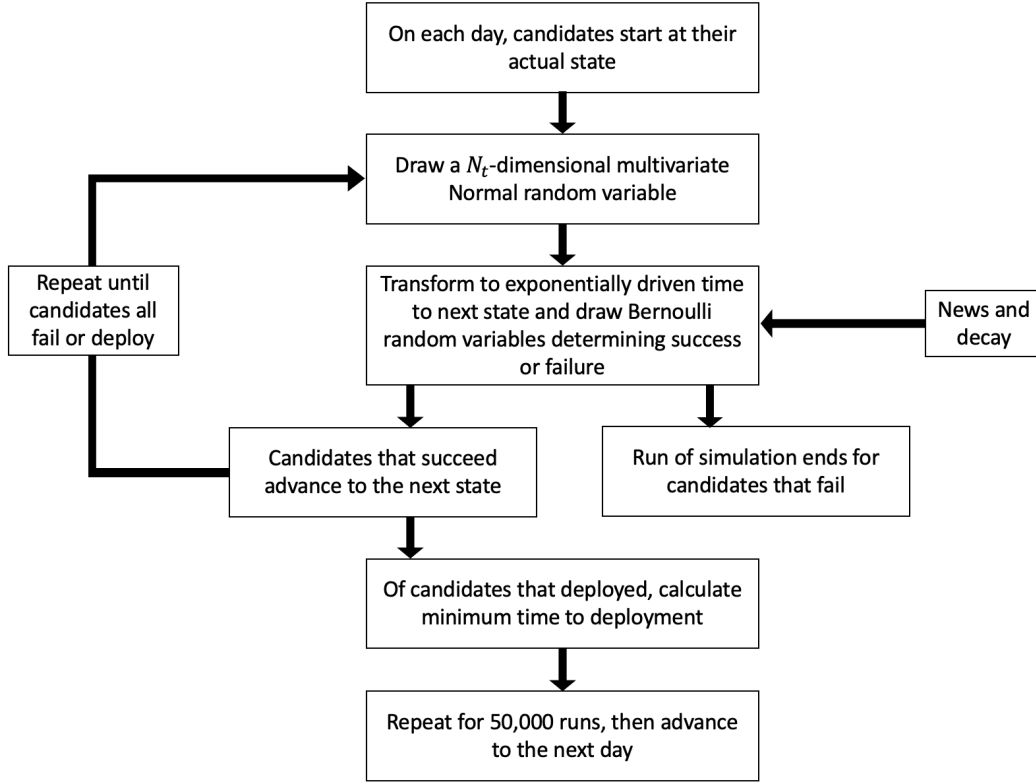 On each day, candidates start at their
actual state
Draw a 𝑁ₜ-dimensional multivariate
Normal random variable
Repeat until
candidates all
fail or deploy
Transform to exponentially driven time
to next state and draw Bernoulli
random variables determining success
or failure
News and
decay
Candidates that succeed
advance to the next state
Run of simulation ends for
candidates that fail
Of candidates that deployed, calculate
minimum time to deployment
Repeat for 50,000 runs, then advance
to the next day